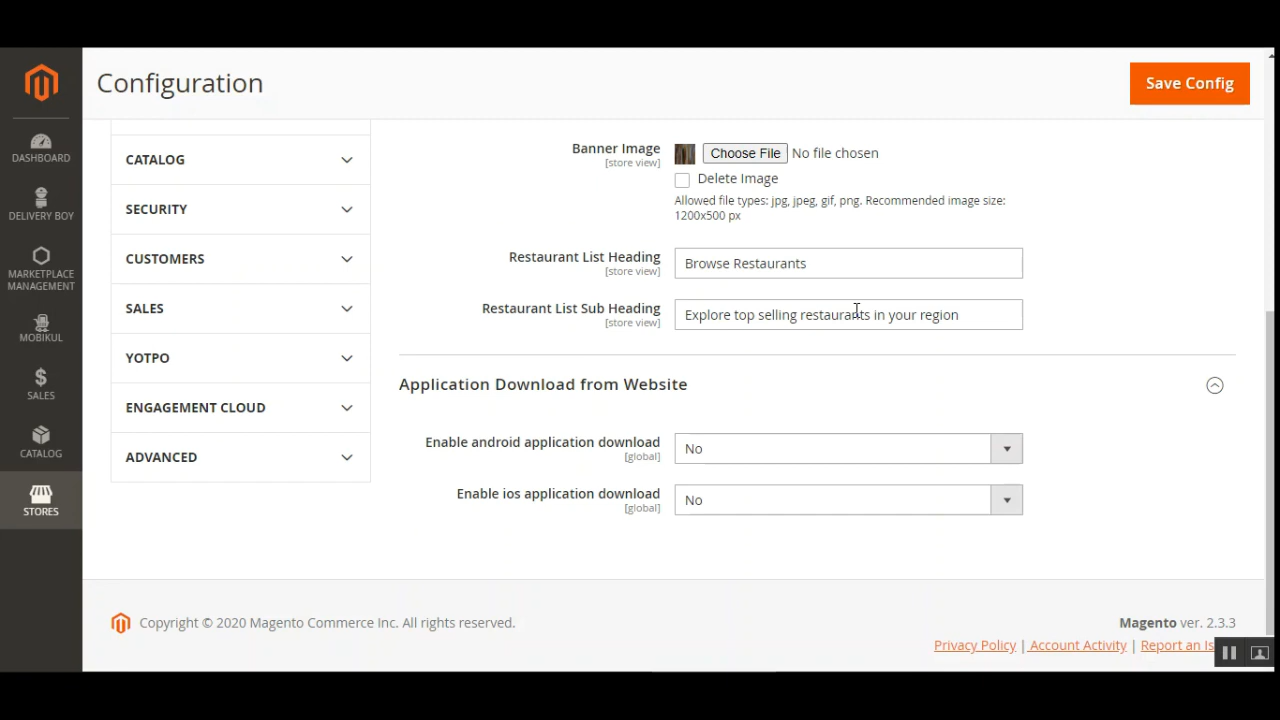 Configuration
Save Config
DASHBOARD
DELIVERY BOY
MARKETPLACE
MANAGEMENT
MOBIKUL
SALES
CATALOG
STORES
CATALOG
SECURITY
CUSTOMERS
SALES
YOTPO
ENGAGEMENT CLOUD
ADVANCED
Banner Image
[store view]
Choose File No file chosen
Delete Image
Allowed file types: jpg, jpeg, gif, png. Recommended image size:
1200x500 px
Restaurant List Heading
[store view]
Browse Restaurants
Restaurant List Sub Heading
[store view]
Explore top selling restaurants in your region
Application Download from Website
Enable android application download
[global]
No
Enable ios application download
[global]
No
Copyright © 2020 Magento Commerce Inc. All rights reserved.
Magento ver. 2.3.3
Privacy Policy | Account Activity | Report an Is